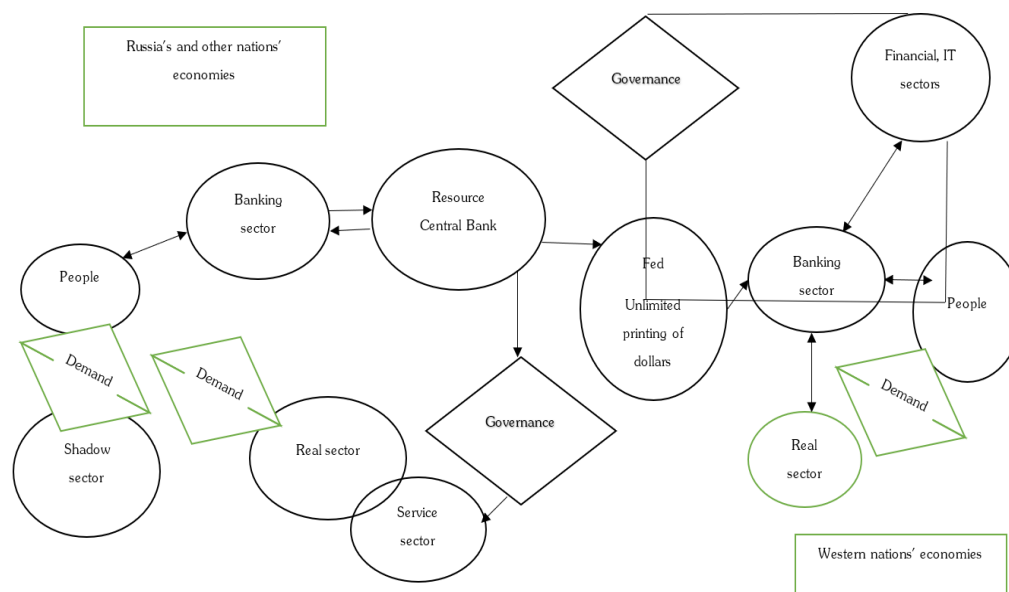 Russia's and other nations'
economies
Governance
Financial, IT
sectors
Banking
sector
Resource
Central Bank
People
Fed
Unlimited
printing of
dollars
Banking
sector
People
Demand
Demand
Demand
Governance
Shadow
sector
Real sector
Real
sector
Service
sector
Western nations' economies